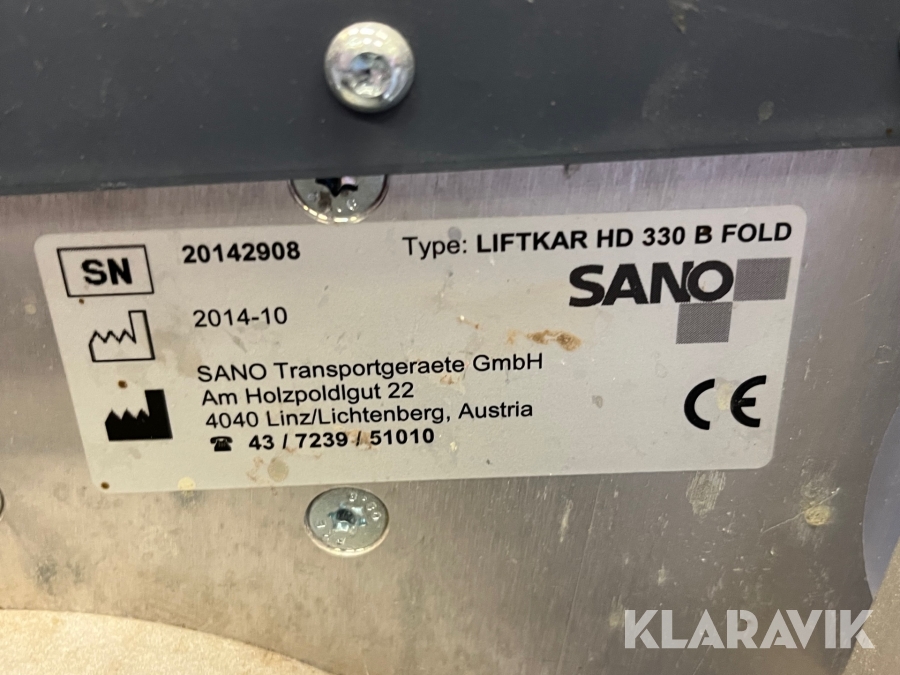 SN 20142908 Type: LIFTKAR HD 330 B FOLD
SANO
2014-10
SANO Transportgeraete GmbH
Am Holzpoldlgut 22
4040 Linz/Lichtenberg, Austria
☎ 43 / 7239 / 51010
CE
KLARAVIK